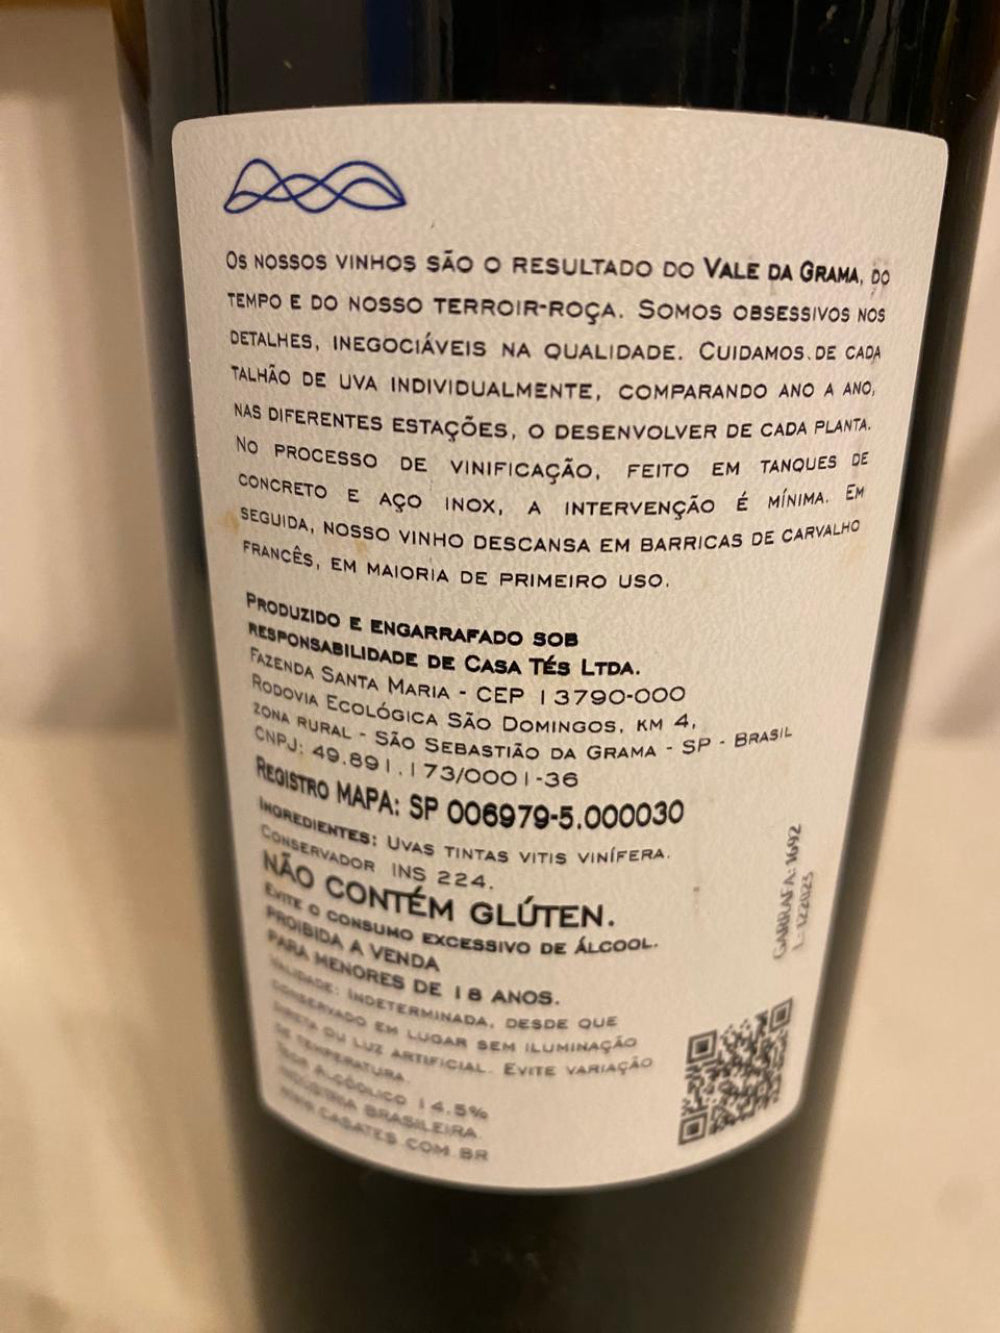 Os nossos vinhos são o resultado do Vale da Grama, do
tempo e do nosso terroir-roça. Somos obsessivos nos
detalhes, inegociáveis na qualidade. Cuidamos de cada
talhão de uva individualmente, comparando ano a ano,
nas diferentes estações, o desenvolver de cada planta.
No processo de vinificação, feito em tanques de
concreto e aço inox, a intervenção é mínima. Em
seguida, nosso vinho descansa em barricas de carvalho
francês, em maioria de primeiro uso.
Produzido e engarrafado sob
responsabilidade de Casa Tés Ltda.
Fazenda Santa Maria - CEP 13790-000
Rodovia Ecológica São Domingos, km 4,
zona rural - São Sebastião da Grama - SP - Brasil
CNPJ: 49.891.173/0001-36
Registro MAPA: SP 006979-5.000030
Ingredientes: Uvas tintas vitis vinífera.
Conservador INS 224.
NÃO CONTÉM GLÚTEN.
Evite o consumo excessivo de álcool.
Proibida a venda
para menores de 18 anos.
Validade: Indeterminada, desde que
conservado em lugar sem iluminação
direta ou luz artificial. Evite variação
de temperatura.
Teor Alcóolico 14.5%
Indústria Brasileira
www.casates.com.br
GARRAFA: 1692
L:122023